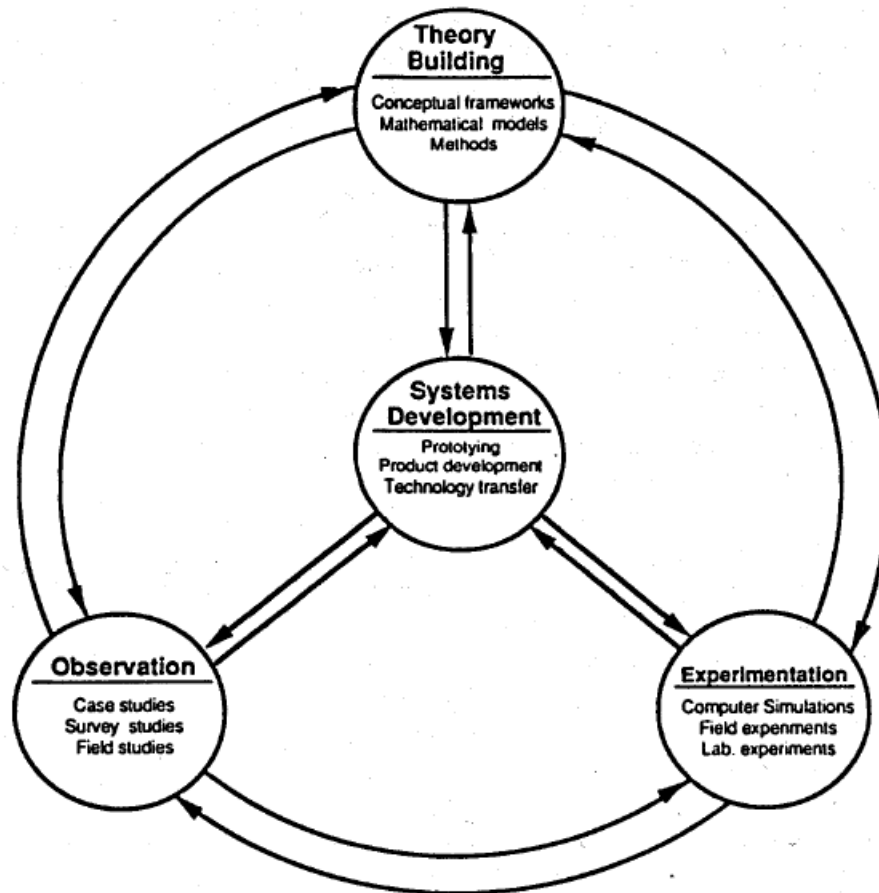 Theory
Building
Conceptual frameworks
Mathematical models
Methods
Systems
Development
Prototying
Product development
Technology transfer
Observation
Case studies
Survey studies
Field studies
Experimentation
Computer Simulations
Field expenments
Lab. experiments